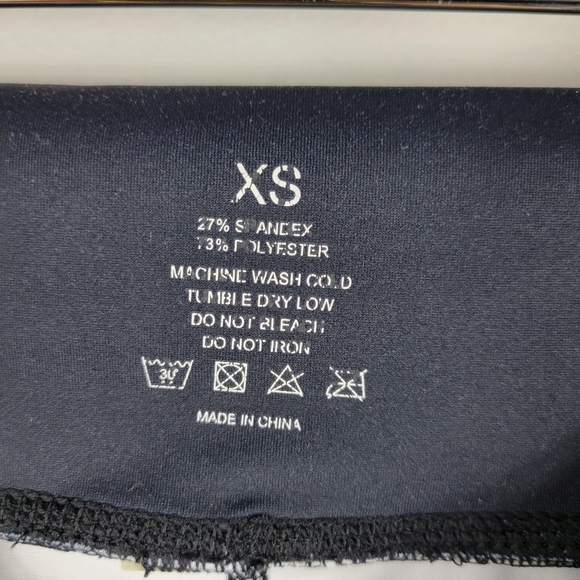 XS
27% SPANDEX
73% POLYESTER
MACHINE WASH COLD
TUMBLE DRY LOW
DO NOT BLEACH
DO NOT IRON
30
MADE IN CHINA